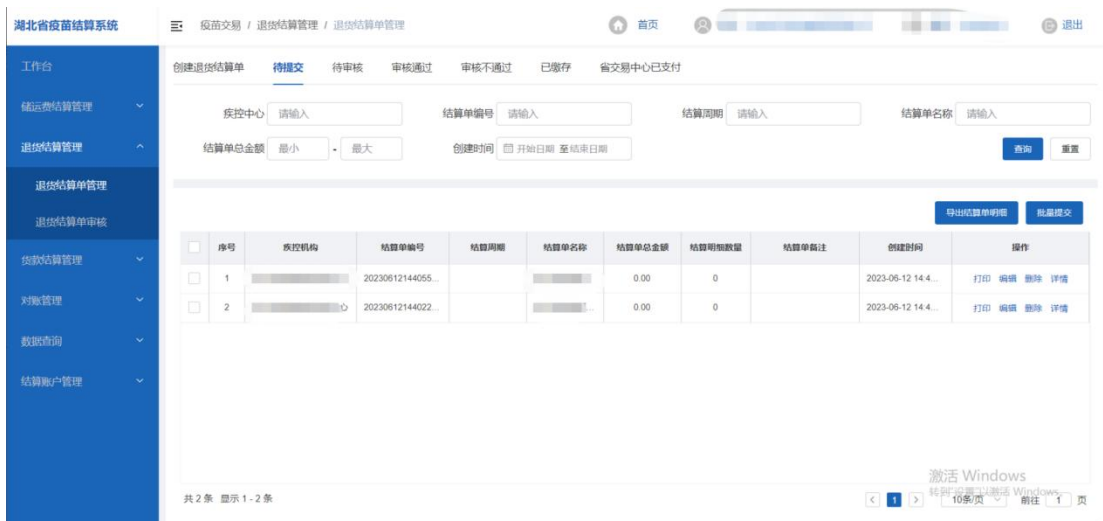 湖北省疫苗结算系统
疫苗交易 / 退货结算管理 / 退货结算单管理
首页
退出
工作台
储运费结算管理
退货结算管理
退货结算单管理
退货结算单审核
货款结算管理
对账管理
数据查询
结算账户管理
创建退货结算单 待提交 待审核 审核通过 审核不通过 已缴存 省交易中心已支付
疾控中心 请输入 结算单编号 请输入 结算周期 请输入 结算单名称 请输入
结算单总金额 最小 - 最大 创建时间 开始日期 至结束日期 查询 重置
导出结算单明细 批量提交
序号 疾控机构 结算单编号 结算周期 结算单名称 结算单总金额 结算明细数量 结算单备注 创建时间 操作
1 20230612144055... 0.00 0 2023-06-12 14:4... 打印 编辑 删除 详情
2 心 20230612144022... ... 0.00 0 2023-06-12 14:4... 打印 编辑 删除 详情
共 2 条 显示 1 - 2 条
< 1 > 10条/页 前往 1 页
激活 Windows
转到"设置"以激活 Windows。